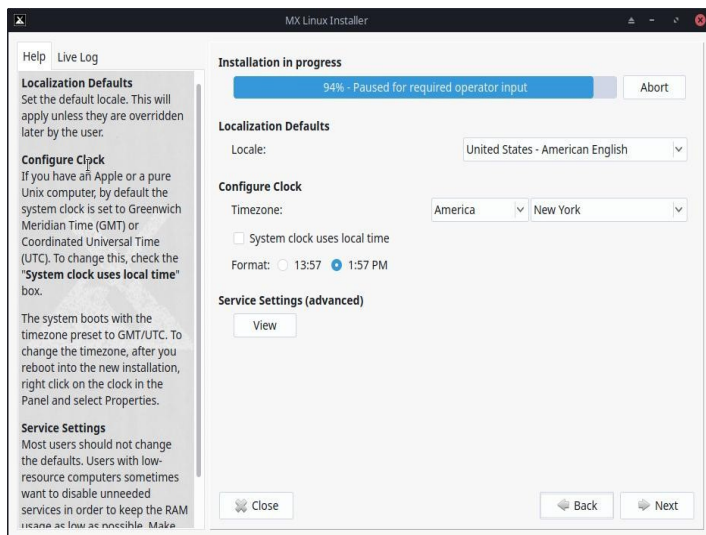 MX Linux Installer
Help
Live Log
Localization Defaults
Set the default locale. This will
apply unless they are overridden
later by the user.
Configure Clock
If you have an Apple or a pure
Unix computer, by default the
system clock is set to Greenwich
Meridian Time (GMT) or
Coordinated Universal Time
(UTC). To change this, check the
"System clock uses local time"
box.
The system boots with the
timezone preset to GMT/UTC. To
change the timezone, after you
reboot into the new installation,
right click on the clock in the
Panel and select Properties.
Service Settings
Most users should not change
the defaults. Users with low-
resource computers sometimes
want to disable unneeded
services in order to keep the RAM
usage as low as possible. Make
Installation in progress
94% - Paused for required operator input
Abort
Localization Defaults
Locale:
United States - American English
Configure Clock
Timezone:
America
New York
System clock uses local time
Format:
13:57
1:57 PM
Service Settings (advanced)
View
Close
Back
Next